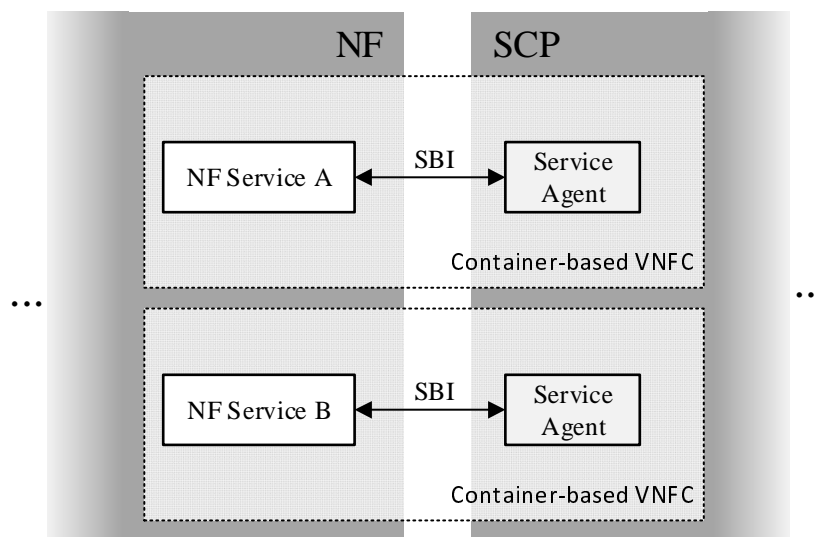 NF SCP
NF Service A
SBI
Service
Agent
Container-based VNFC
...
..
NF Service B
SBI
Service
Agent
Container-based VNFC